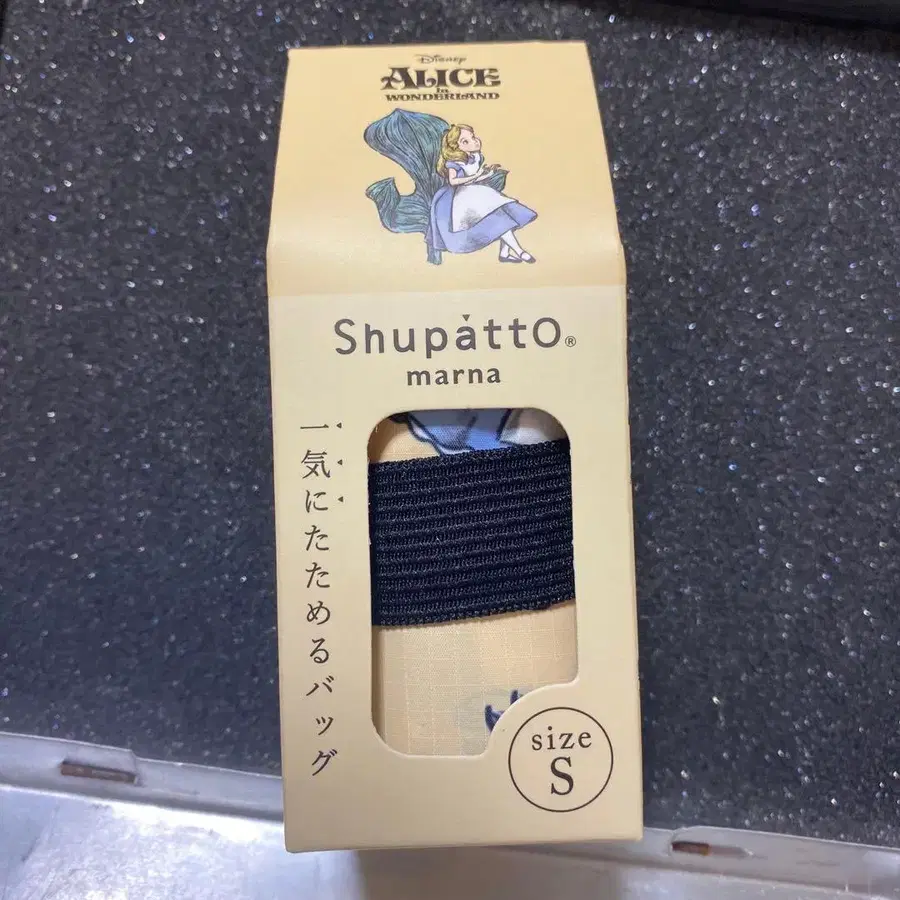 Disney
ALICE
in
WONDERLAND
Shupatto®
marna
一気にたためるバッグ
size
S